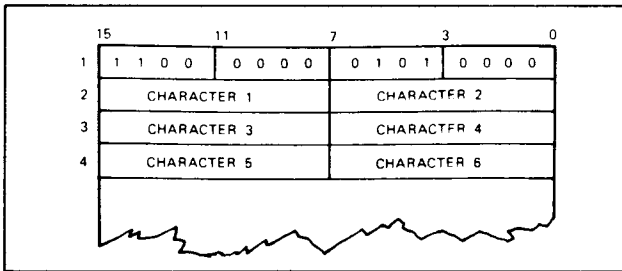 15 11 7 3 0
1 1 1 0 0 0 0 0 0 0 1 0 1 0 0 0 0
2 CHARACTER 1 CHARACTER 2
3 CHARACTER 3 CHARACTER 4
4 CHARACTER 5 CHARACTER 6